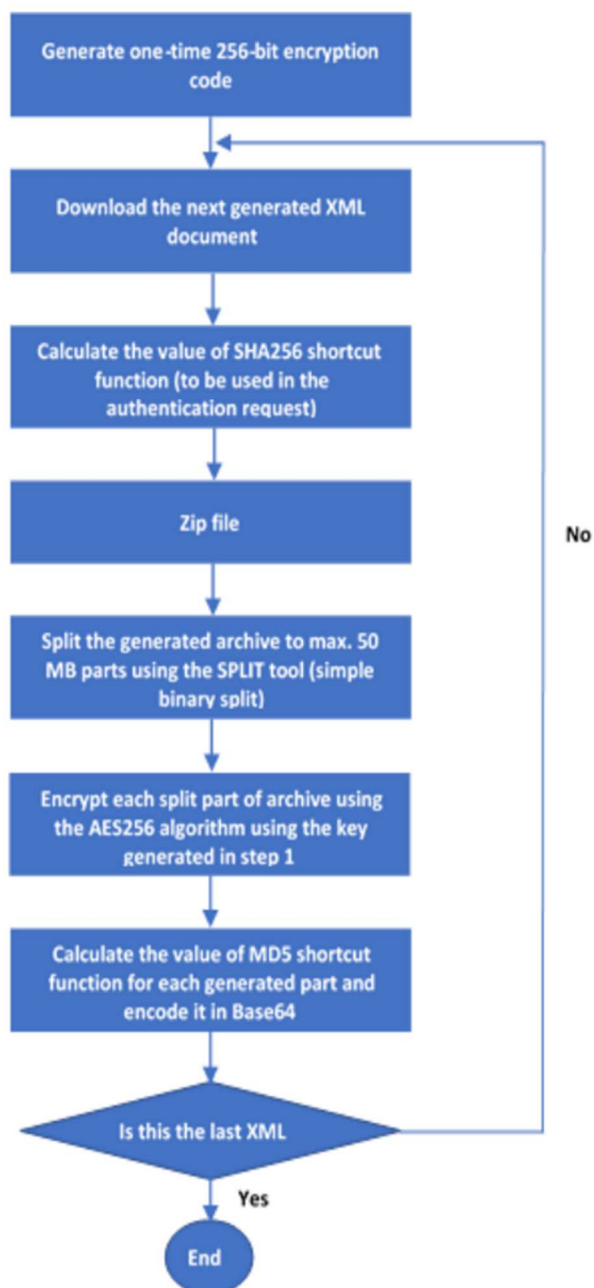 Generate one-time 256-bit encryption
code
Download the next generated XML
document
Calculate the value of SHA256 shortcut
function (to be used in the
authentication request)
Zip file
No
Split the generated archive to max. 50
MB parts using the SPLIT tool (simple
binary split)
Encrypt each split part of archive using
the AES256 algorithm using the key
generated in step 1
Calculate the value of MD5 shortcut
function for each generated part and
encode it in Base64
Is this the last XML
Yes
End